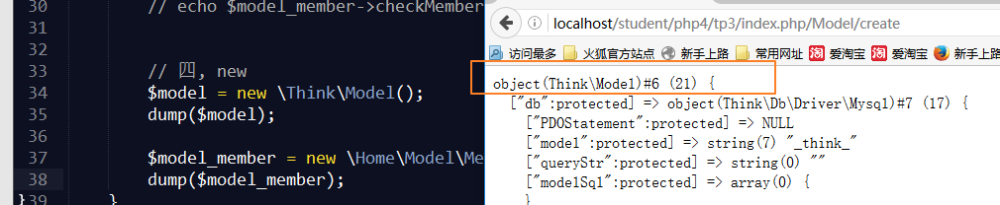 30 // echo $model_member->checkMember
31
32
33 // 四, new
34 $model = new \Think\Model();
35 dump($model);
36
37 $model_member = new \Home\Model\Me
38 dump($model_member);
}39 }
localhost/student/php4/tp3/index.php/Model/create
访问最多 火狐官方站点 新手上路 常用网址 爱淘宝 爱淘宝 新手上路
object(Think\Model)#6 (21) {
["db":protected] => object(Think\Db\Driver\Mysql)#7 (17) {
["PDOStatement":protected] => NULL
["model":protected] => string(7) "_think_"
["queryStr":protected] => string(0) ""
["modelSql":protected] => array(0) {
}